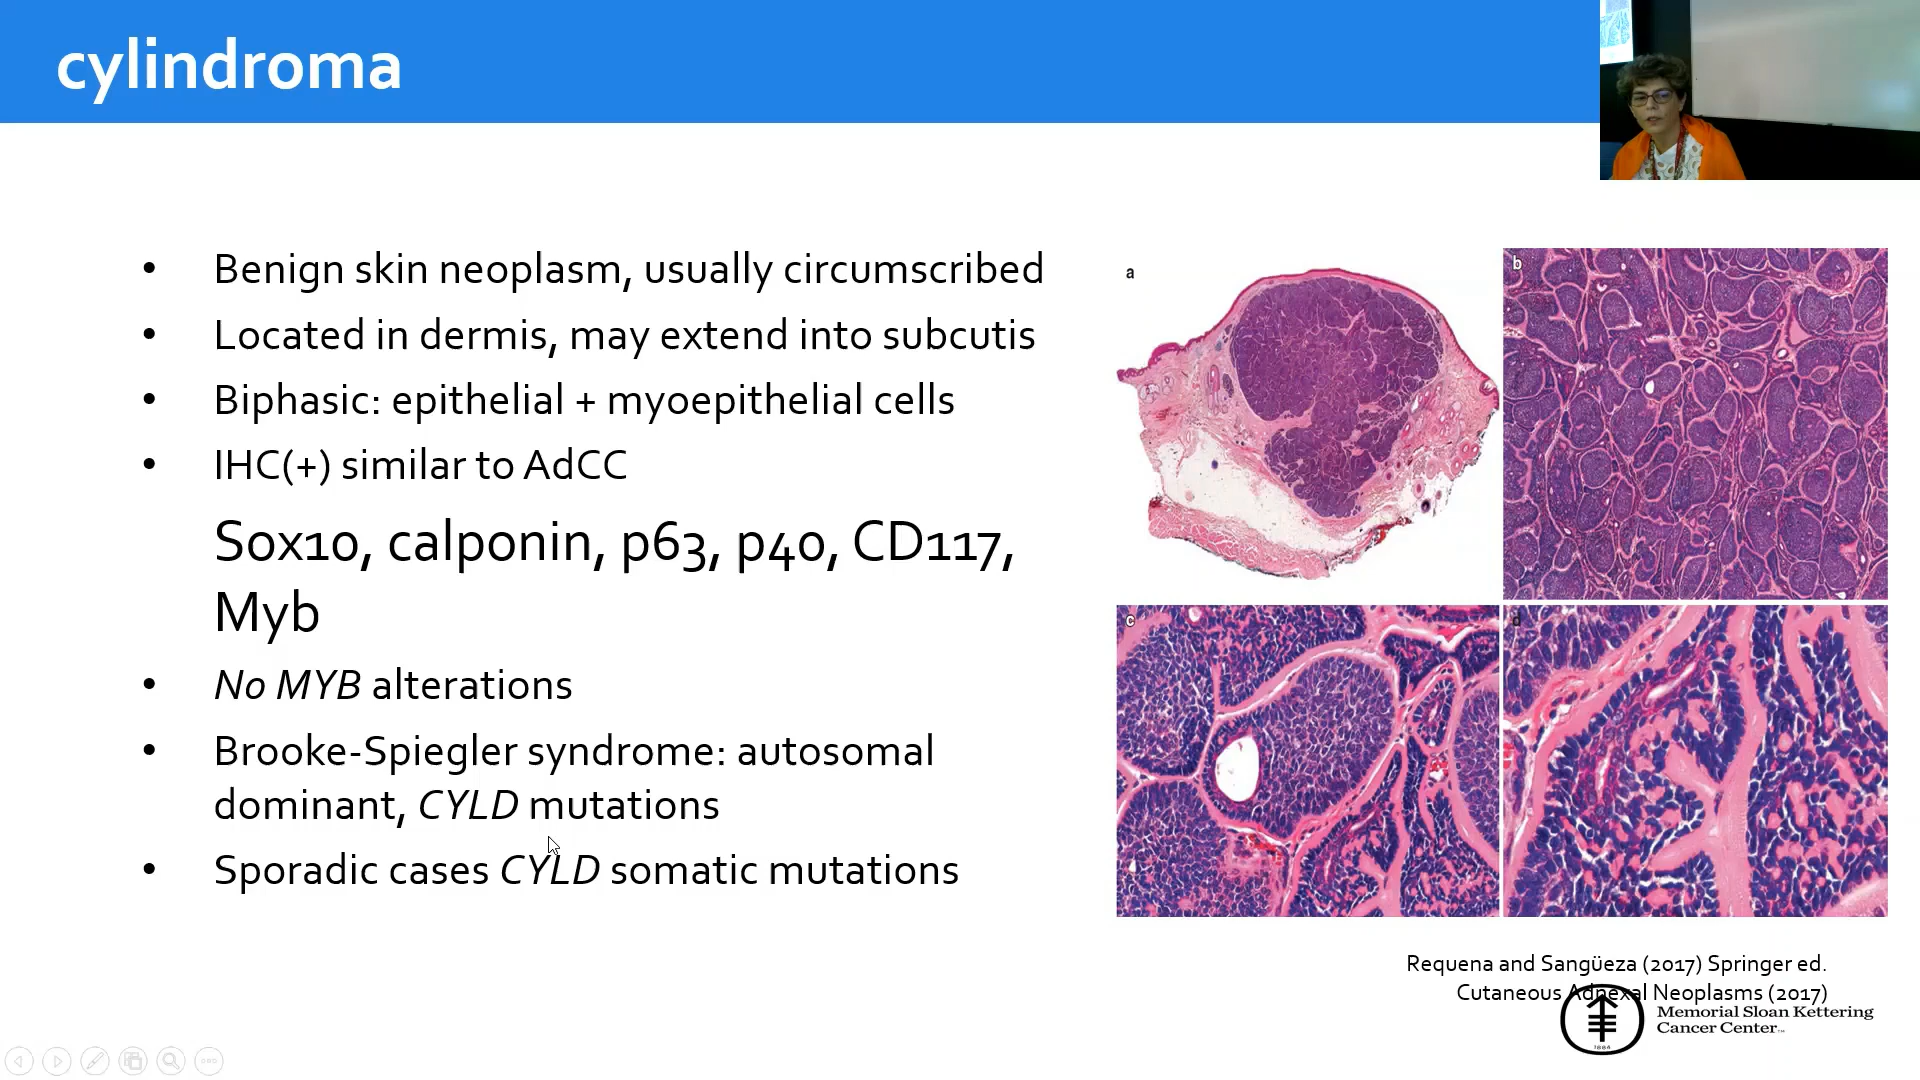 cylindroma
• Benign skin neoplasm, usually circumscribed
• Located in dermis, may extend into subcutis
• Biphasic: epithelial + myoepithelial cells
• IHC(+) similar to AdCC
Sox10, calponin, p63, p40, CD117,
Myb
• No MYB alterations
• Brooke-Spiegler syndrome: autosomal
dominant, CYLD mutations
• Sporadic cases CYLD somatic mutations
a
b
c
d
Requena and Sangüeza (2017) Springer ed.
Cutaneous Adnexal Neoplasms (2017)
Memorial Sloan Kettering
Cancer Center
1884